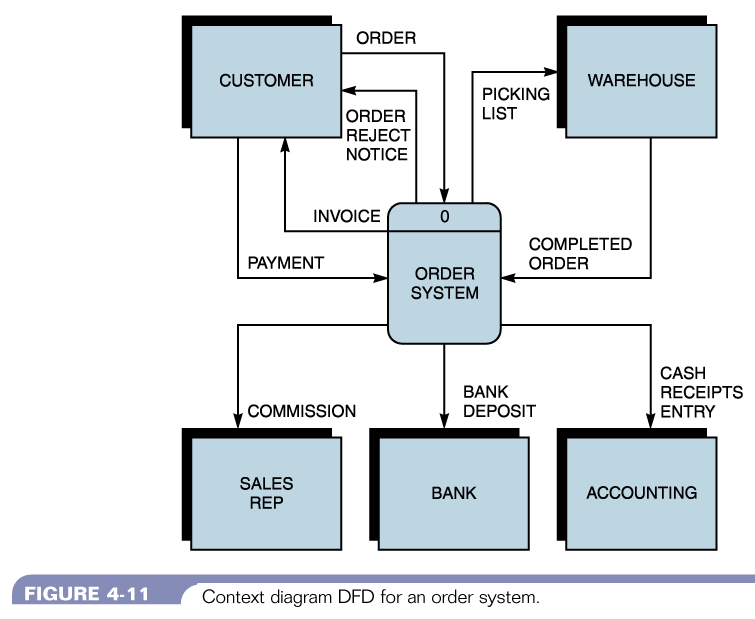 ORDER
CUSTOMER
WAREHOUSE
PICKING
LIST
ORDER
REJECT
NOTICE
INVOICE
0
PAYMENT
COMPLETED
ORDER
ORDER
SYSTEM
COMMISSION
BANK
DEPOSIT
CASH
RECEIPTS
ENTRY
SALES
REP
BANK
ACCOUNTING
FIGURE 4-11
Context diagram DFD for an order system.